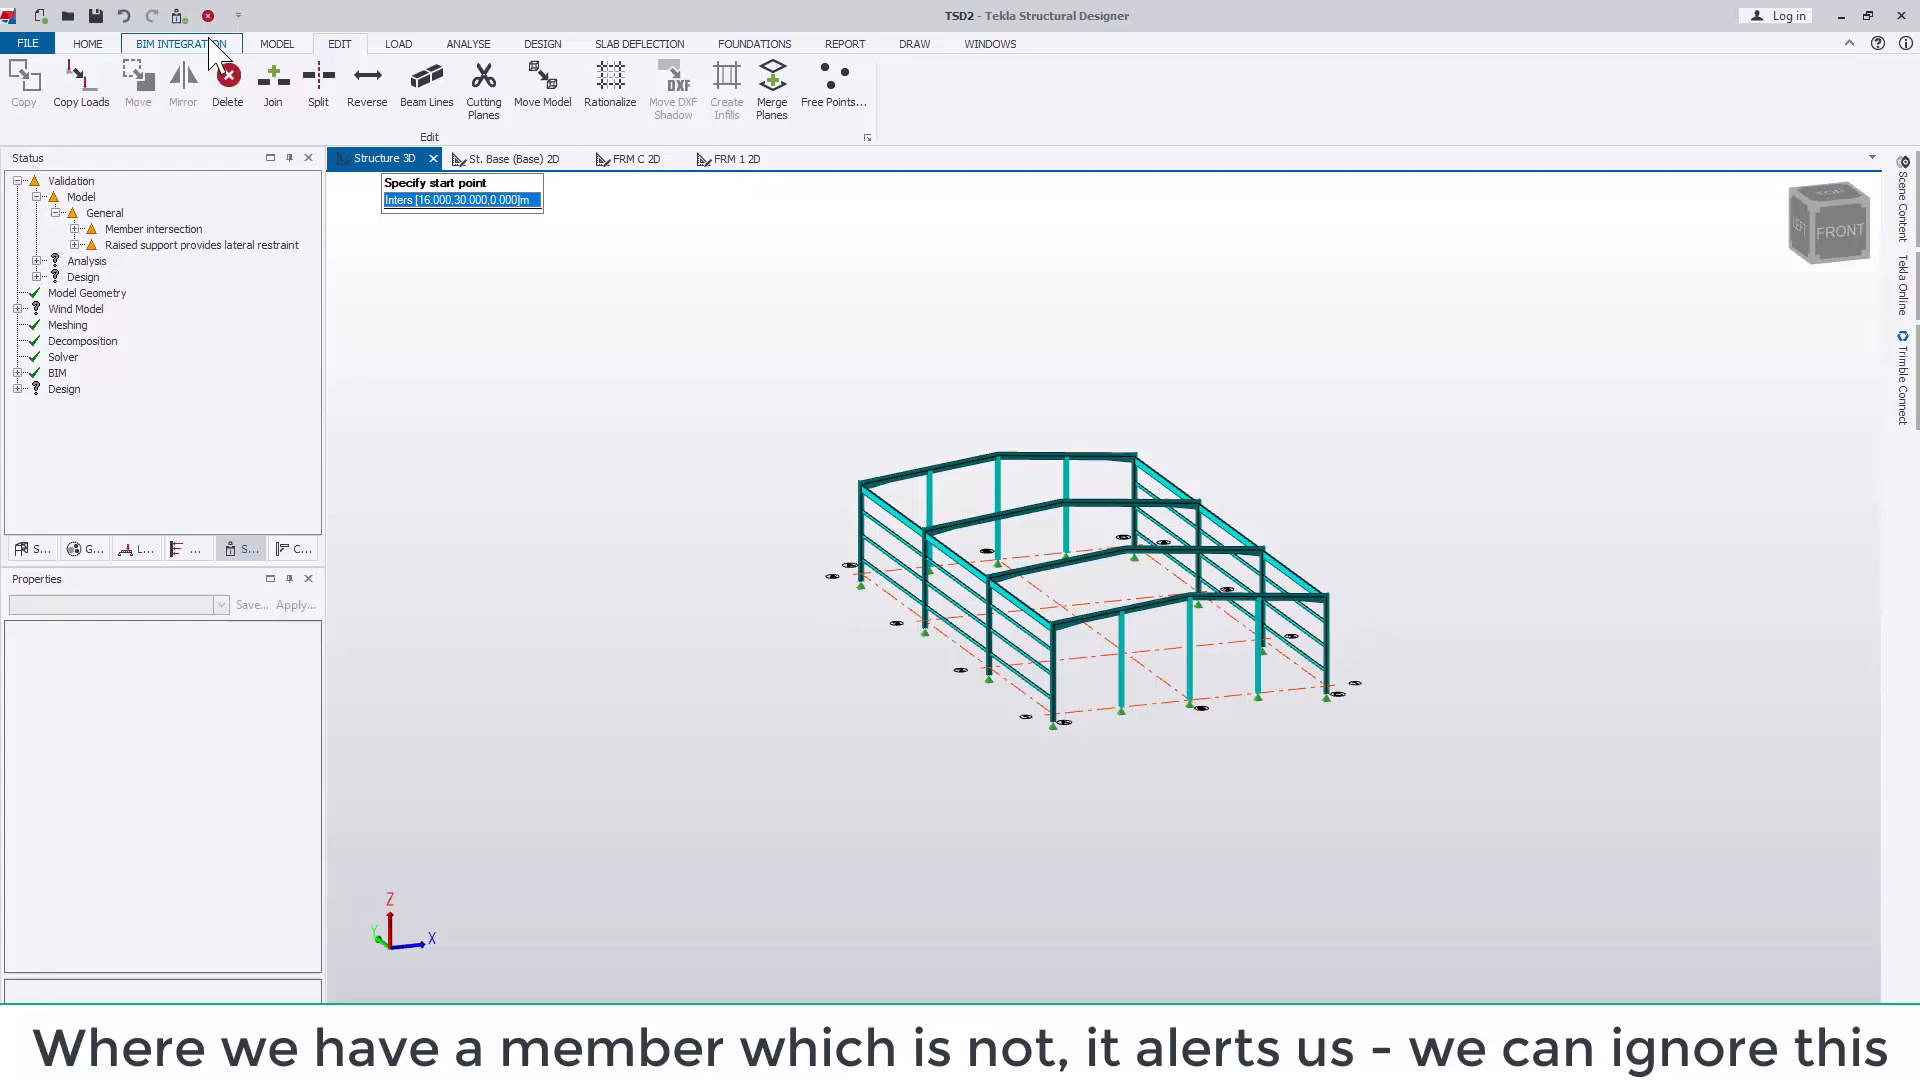 TSD2 - Tekla Structural Designer
Log in
FILE
HOME
BIM INTEGRATION
MODEL
EDIT
LOAD
ANALYSE
DESIGN
SLAB DEFLECTION
FOUNDATIONS
REPORT
DRAW
WINDOWS
Copy
Copy Loads
Move
Mirror
Delete
Join
Split
Reverse
Beam Lines
Cutting Planes
Move Model
Rationalize
DXF
Move DXF Shadow
Create Infills
Merge Planes
Free Points...
Edit
Status
Validation
Model
General
Member intersection
Raised support provides lateral restraint
Analysis
Design
Model Geometry
Wind Model
Meshing
Decomposition
Solver
BIM
Design
S...
G...
L...
...
S...
C...
Properties
Save...
Apply...
Structure 3D
St. Base (Base) 2D
FRM C 2D
FRM 1 2D
Specify start point
Inters [16.000,30.000,0.000]m
TOP
LEFT
FRONT
Scene Content
Tekla Online
Trimble Connect
Z
Y
X
Where we have a member which is not, it alerts us - we can ignore this